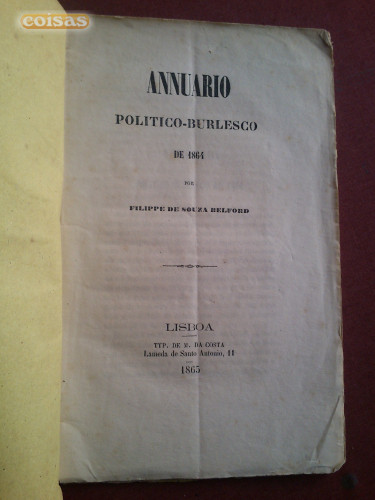 coisas
ANNUARIO
POLITICO-BURLESCO
DE 1864
POR
FILIPPE DE SOUZA BELFORD
LISBOA
TYP. DE R. DA COSTA
Lameda de Santo Antonio, 11
1865